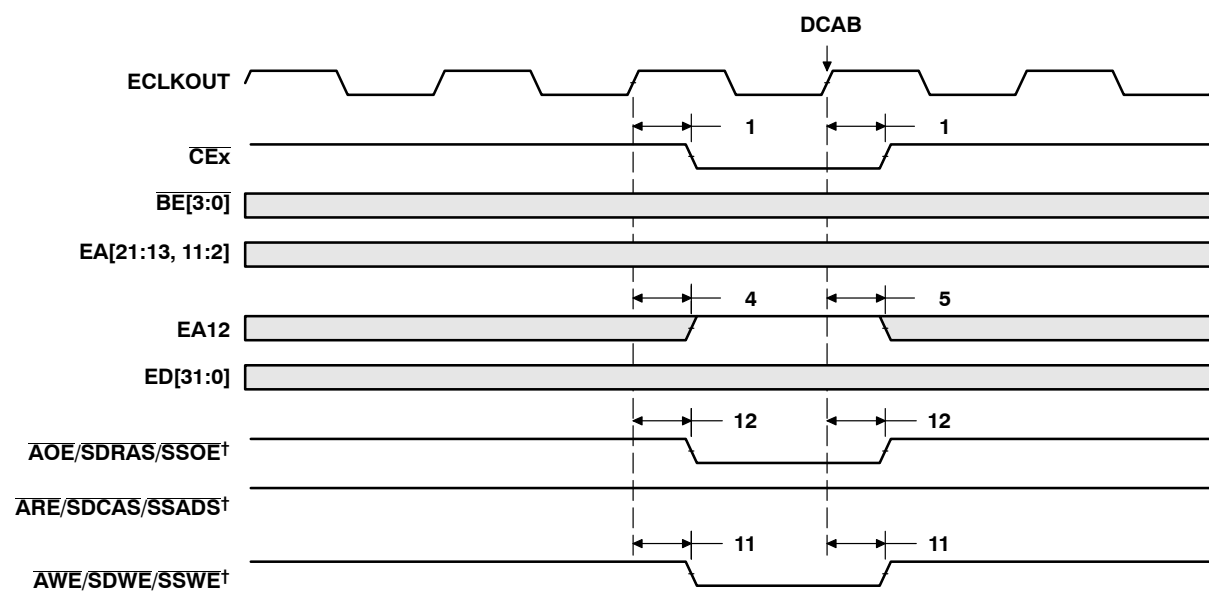 DCAB
ECLKOUT
1 1
CEx
BE[3:0]
EA[21:13, 11:2]
4 5
EA12
ED[31:0]
12 12
AOE/SDRAS/SSOE†
ARE/SDCAS/SSADS†
11 11
AWE/SDWE/SSWE†